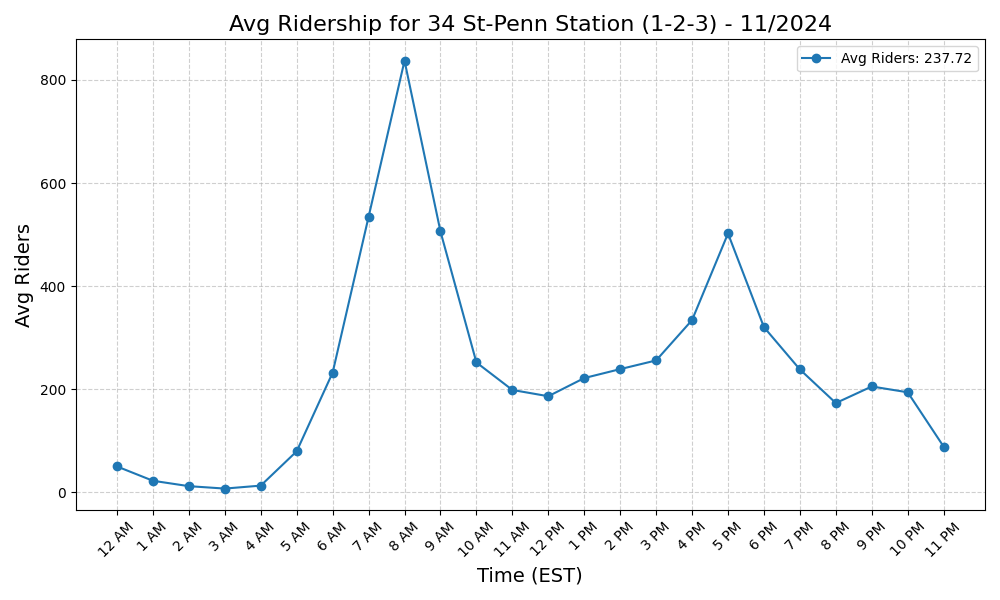 Avg Ridership for 34 St-Penn Station (1-2-3) - 11/2024
Avg Riders: 237.72
Avg Riders
800
600
400
200
0
12 AM
1 AM
2 AM
3 AM
4 AM
5 AM
6 AM
7 AM
8 AM
9 AM
10 AM
11 AM
12 PM
1 PM
2 PM
3 PM
4 PM
5 PM
6 PM
7 PM
8 PM
9 PM
10 PM
11 PM
Time (EST)